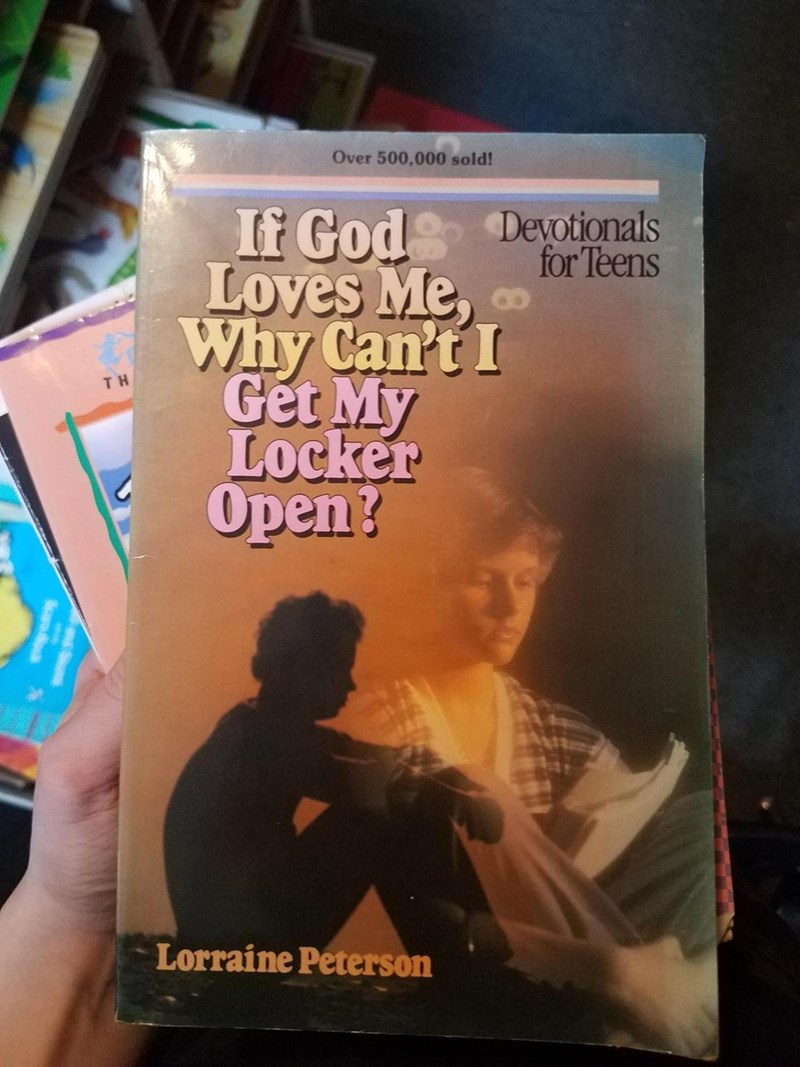 Over 500,000 sold!
If God
Loves Me,
Why Can't I
Get My
Locker
Open?
Devotionals
for Teens
Lorraine Peterson
TH